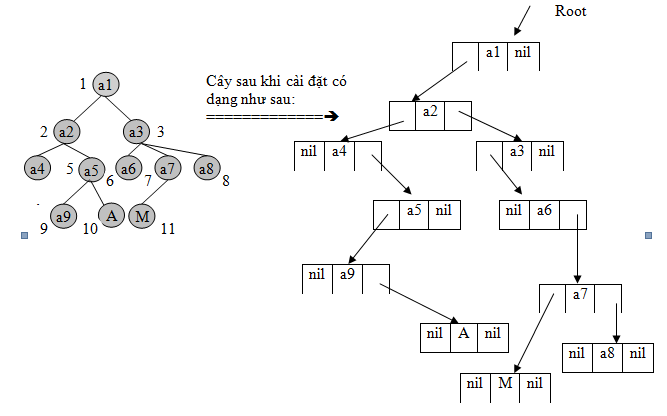 Root
a1 nil
1 a1
Cây sau khi cài đặt có
dạng như sau:
=============➔
a2
2 a2 a3 3
nil a4
a3 nil
a4 5 a5 6 a6 7 a7 a8 8
a5 nil
nil a6
9 a9 10 A M 11
nil a9
a7
nil A nil
nil a8 nil
nil M nil